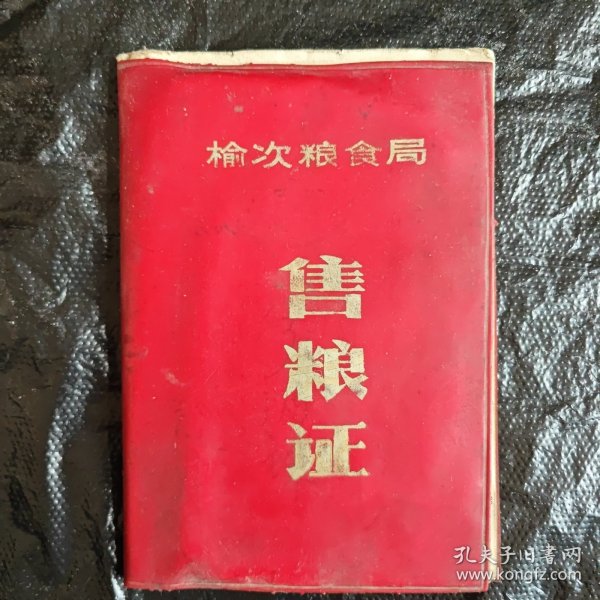 榆次粮食局
售
粮
证
孔夫子旧书网
www.kongfz.com